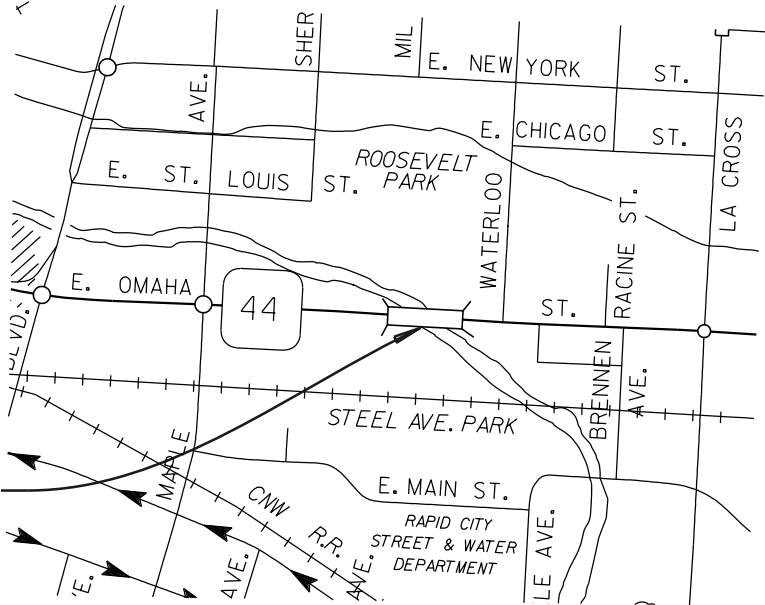 SHER
MIL
E. NEW YORK ST.
AVE.
E. CHICAGO ST.
LA CROSS
E. ST. LOUIS ST.
ROOSEVELT
PARK
WATERLOO
RACINE ST.
E. OMAHA ST.
44
BLVD.
BRENNEN AVE.
STEEL AVE. PARK
MAPLE
E. MAIN ST.
CNW R.R.
RAPID CITY
STREET & WATER
DEPARTMENT
LE AVE.
AVE.
AVE.
'E.